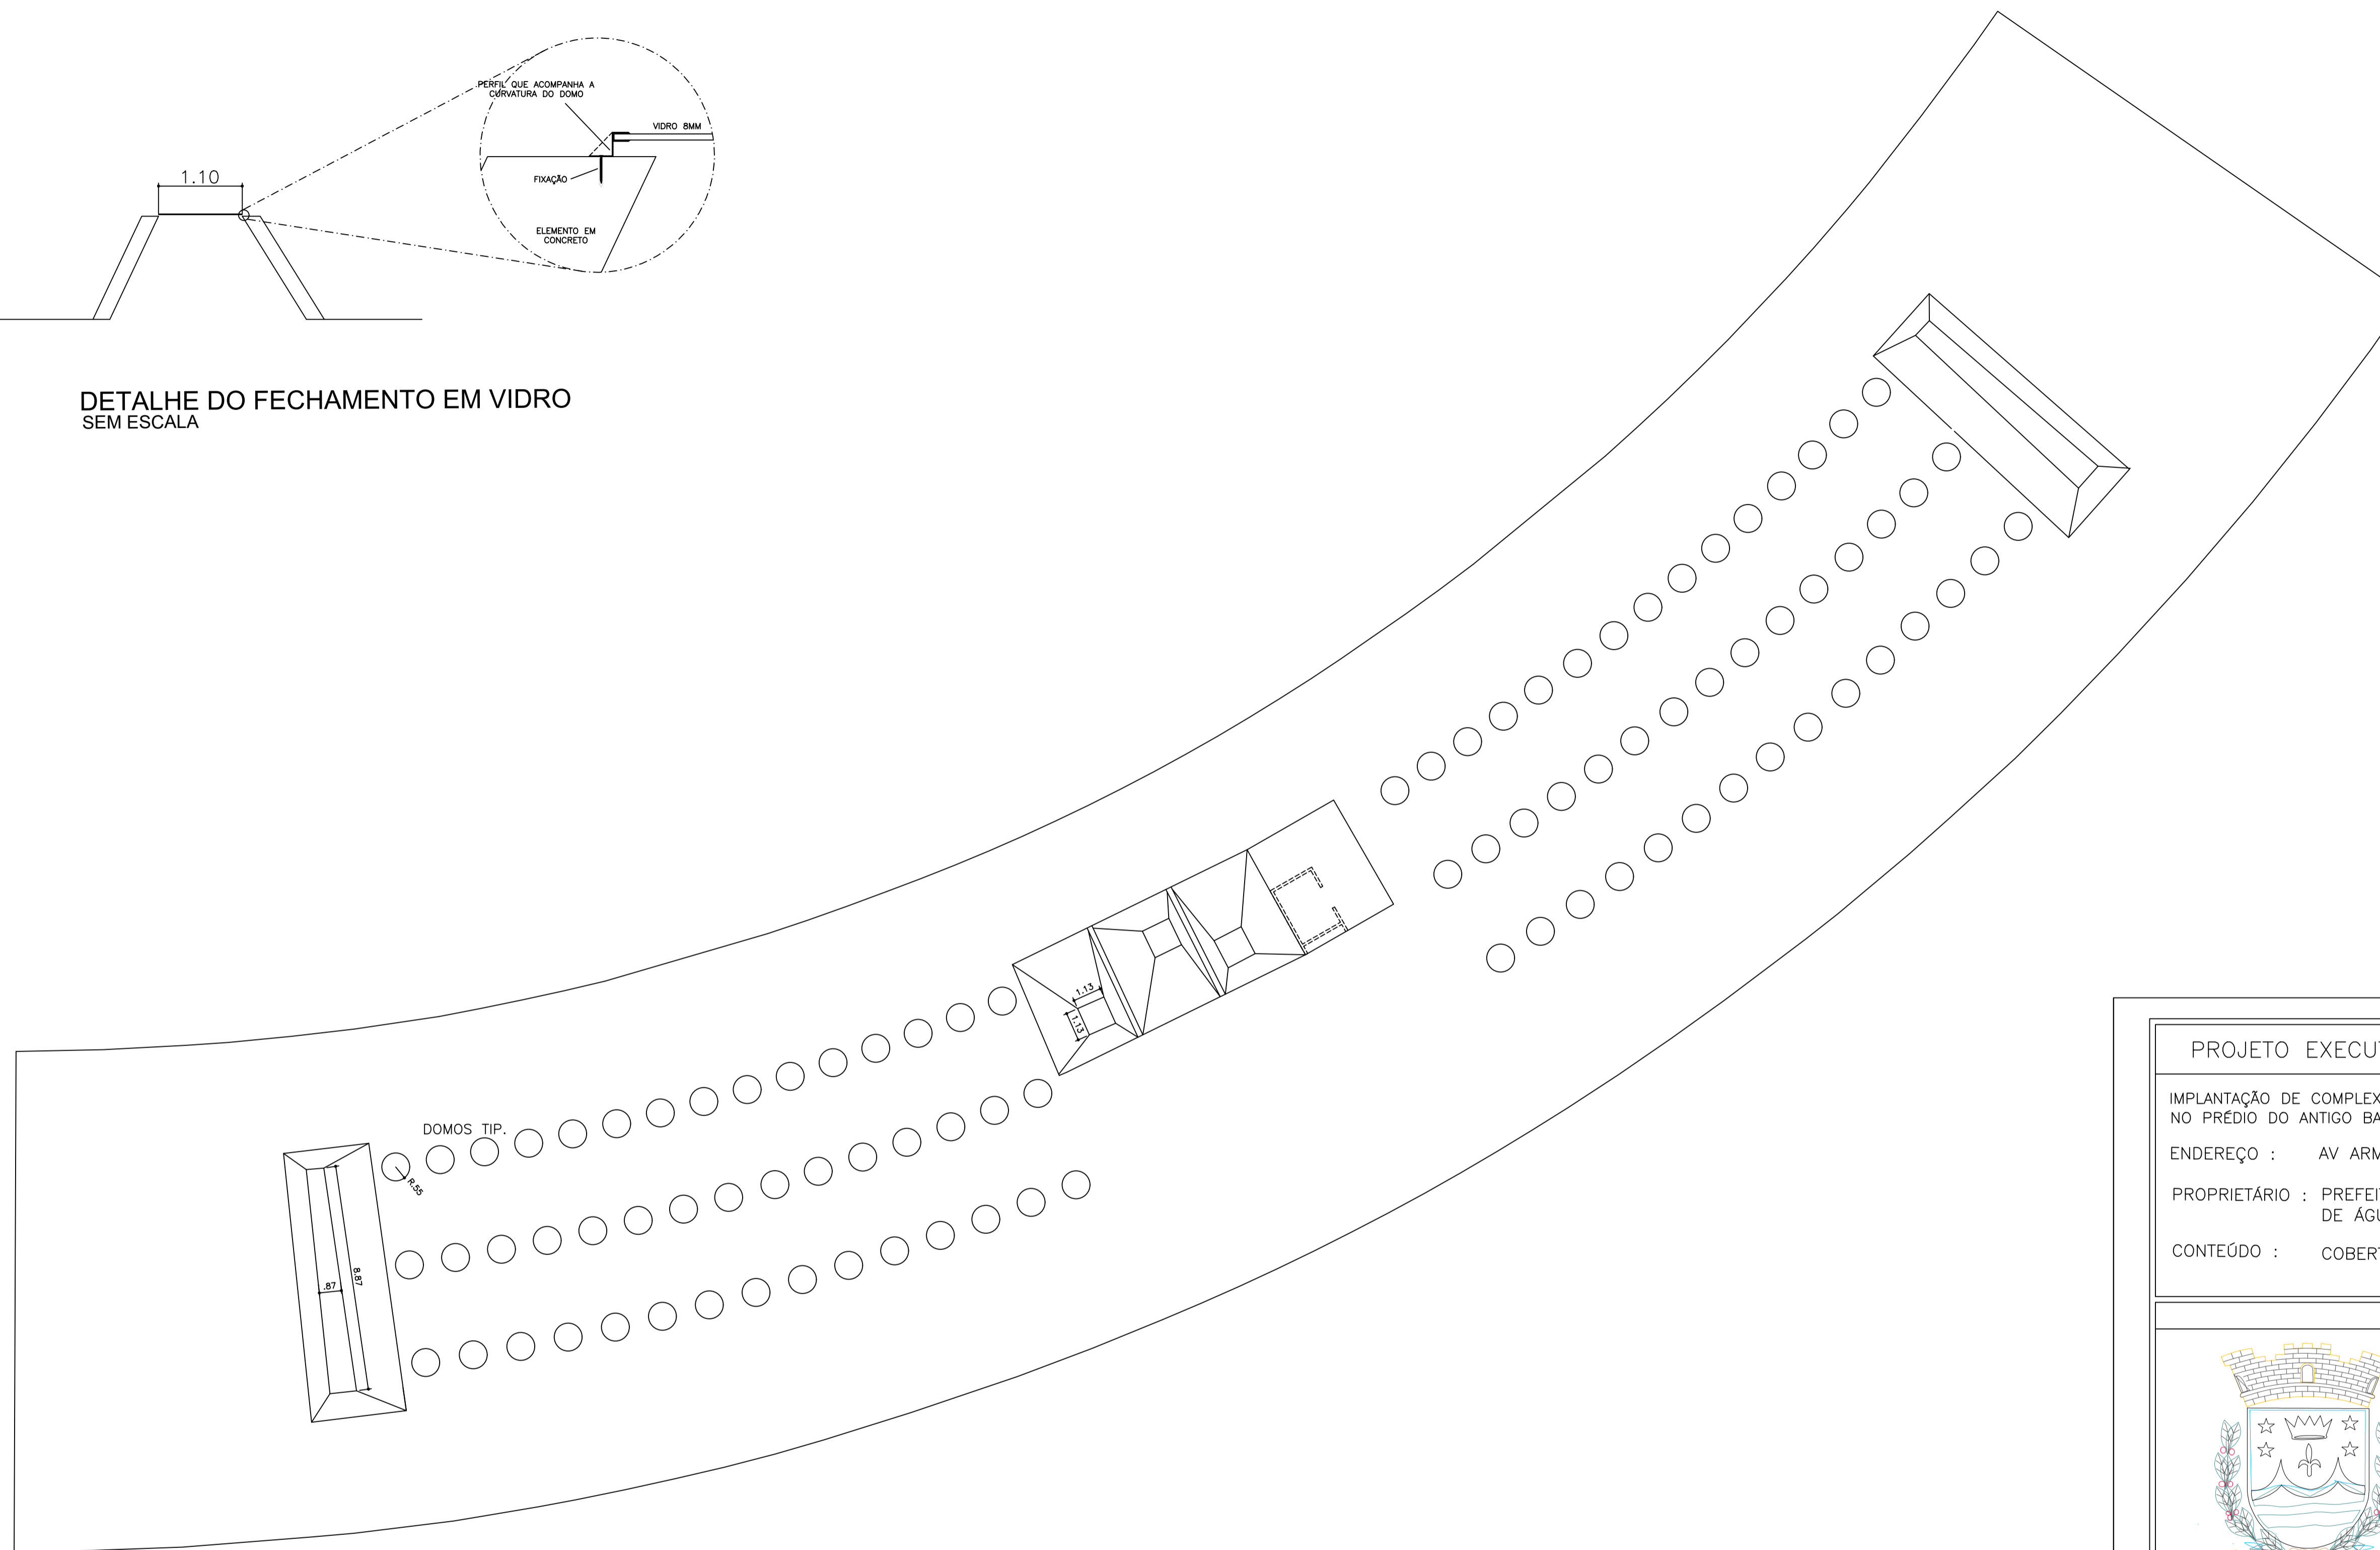 PERFIL QUE ACOMPANHA A
CURVATURA DO DOMO
VIDRO 8MM
FIXAÇÃO
ELEMENTO EM
CONCRETO
1.10
DETALHE DO FECHAMENTO EM VIDRO
SEM ESCALA
1.13
1.13
DOMOS TIP.
R.55
.87
8.87
PROJETO EXECU
IMPLANTAÇÃO DE COMPLEX
NO PRÉDIO DO ANTIGO BA
ENDEREÇO : AV ARM
PROPRIETÁRIO : PREFEI
DE ÁGU
CONTEÚDO : COBERT